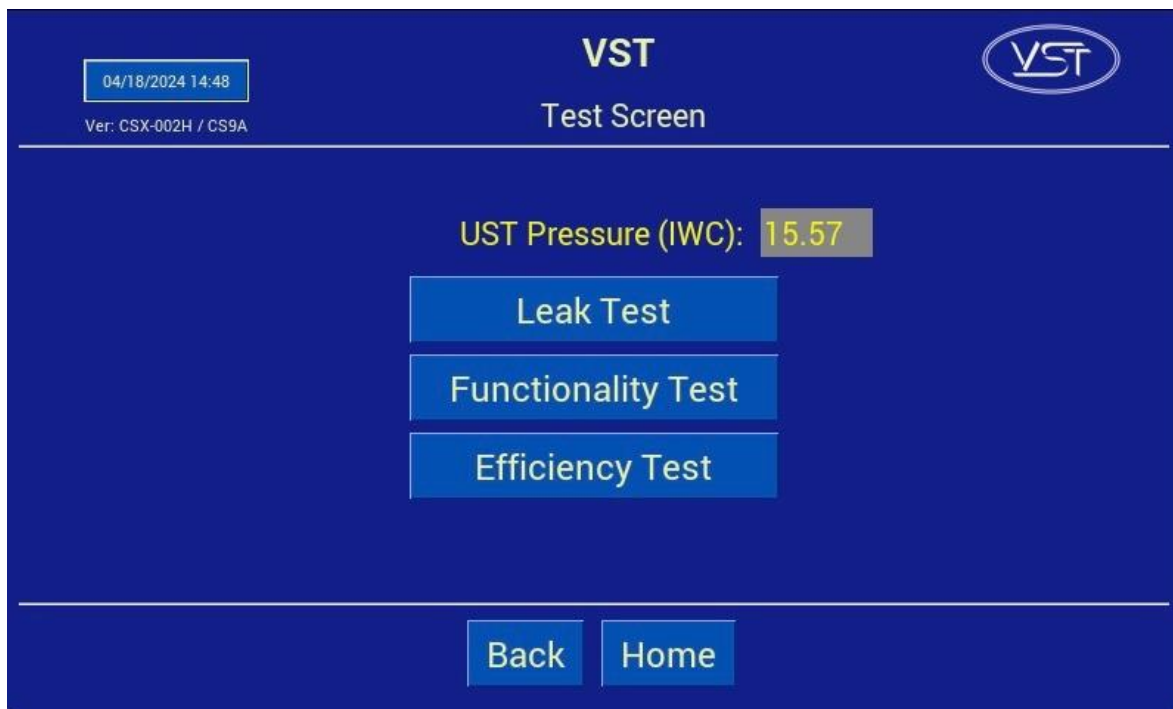 VST
04/18/2024 14:48
VST
Test Screen
Ver: CSX-002H / CS9A
UST Pressure (IWC): 15.57
Leak Test
Functionality Test
Efficiency Test
Back Home